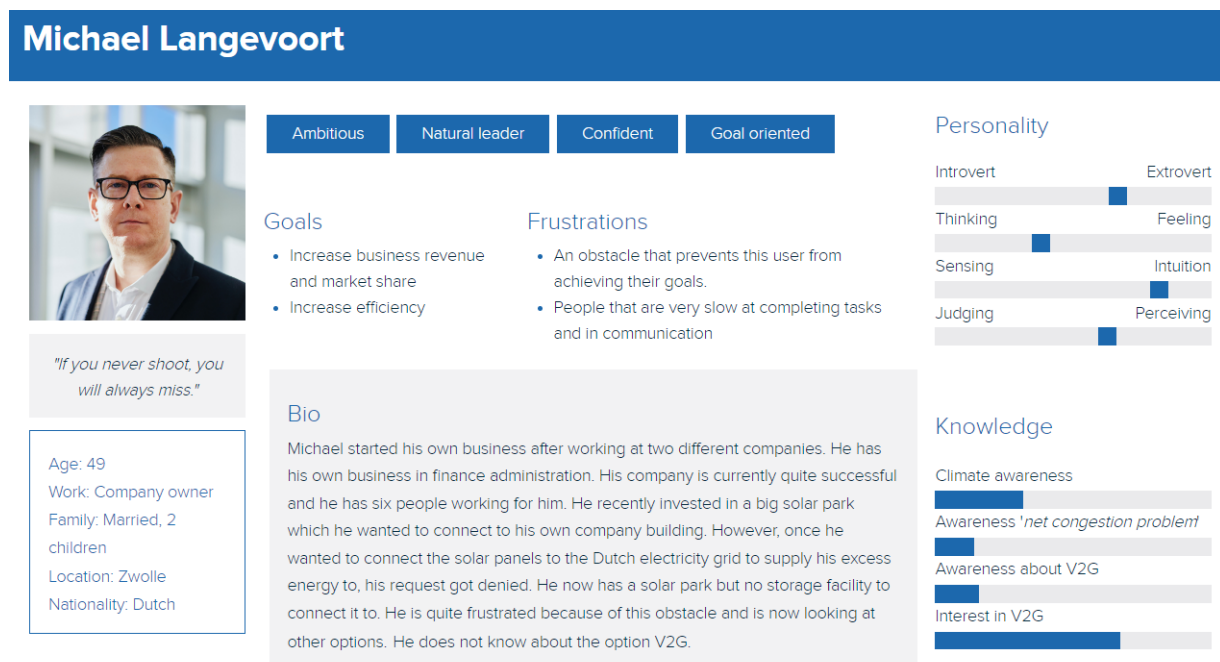 Michael Langevoort
Ambitious
Natural leader
Confident
Goal oriented
"If you never shoot, you
will always miss."
Age: 49
Work: Company owner
Family: Married, 2
children
Location: Zwolle
Nationality: Dutch
Goals
• Increase business revenue
and market share
• Increase efficiency
Frustrations
• An obstacle that prevents this user from
achieving their goals.
• People that are very slow at completing tasks
and in communication
Bio
Michael started his own business after working at two different companies. He has
his own business in finance administration. His company is currently quite successful
and he has six people working for him. He recently invested in a big solar park
which he wanted to connect to his own company building. However, once he
wanted to connect the solar panels to the Dutch electricity grid to supply his excess
energy to, his request got denied. He now has a solar park but no storage facility to
connect it to. He is quite frustrated because of this obstacle and is now looking at
other options. He does not know about the option V2G.
Personality
Introvert Extrovert
Thinking Feeling
Sensing Intuition
Judging Perceiving
Knowledge
Climate awareness
Awareness 'net congestion problem'
Awareness about V2G
Interest in V2G